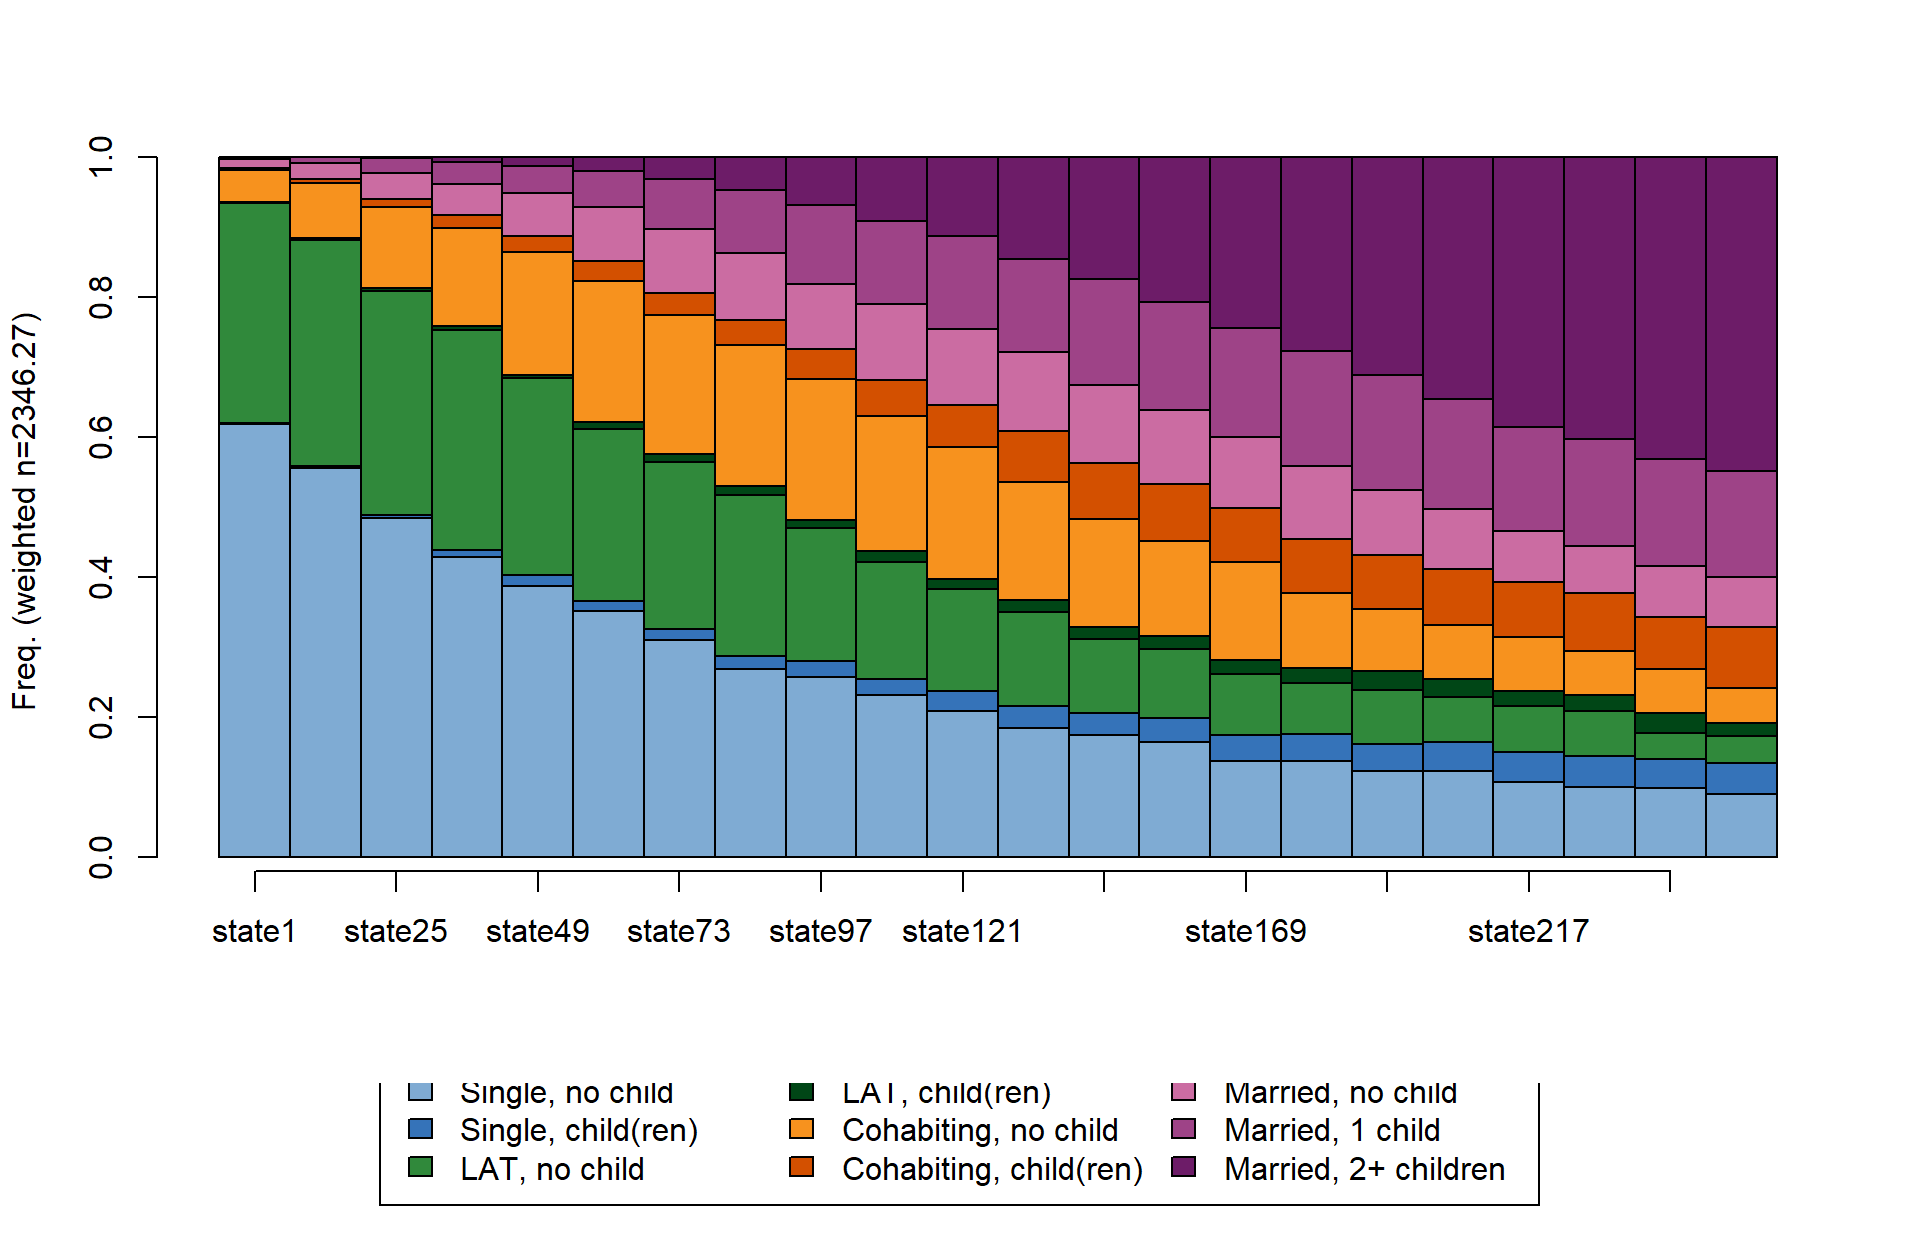 Freq. (weighted n=2346.27)
1.0
0.8
0.6
0.4
0.2
0.0
state1 state25 state49 state73 state97 state121 state169 state217
Single, no child LAT, child(ren) Married, no child
Single, child(ren) Cohabiting, no child Married, 1 child
LAT, no child Cohabiting, child(ren) Married, 2+ children